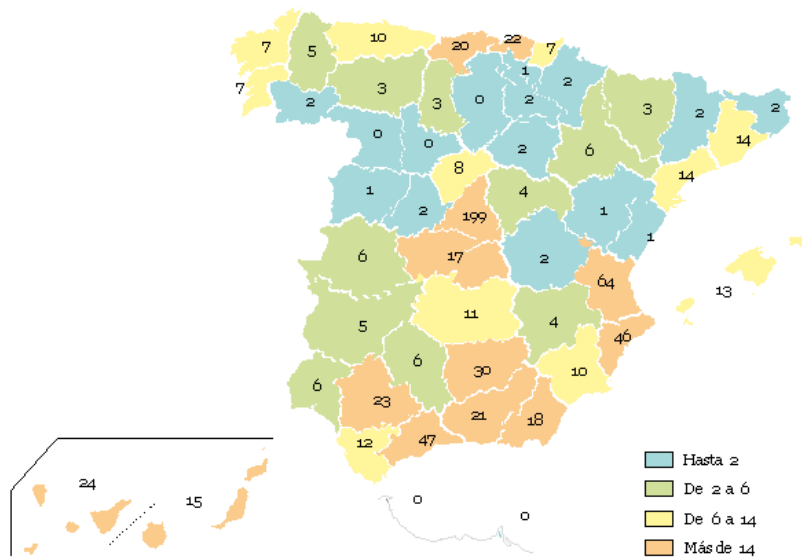 7 5 10 20 22 7
7 2 3 3 0 1 2 2 3 2 2
0 0 2 6 14
1 2 8 4 14
199 1 1
6 17 2 64 13
5 11 4 46
6 6 30 10
23 21 18
12 47
24 15
0 0
Hasta 2
De 2 a 6
De 6 a 14
Más de 14